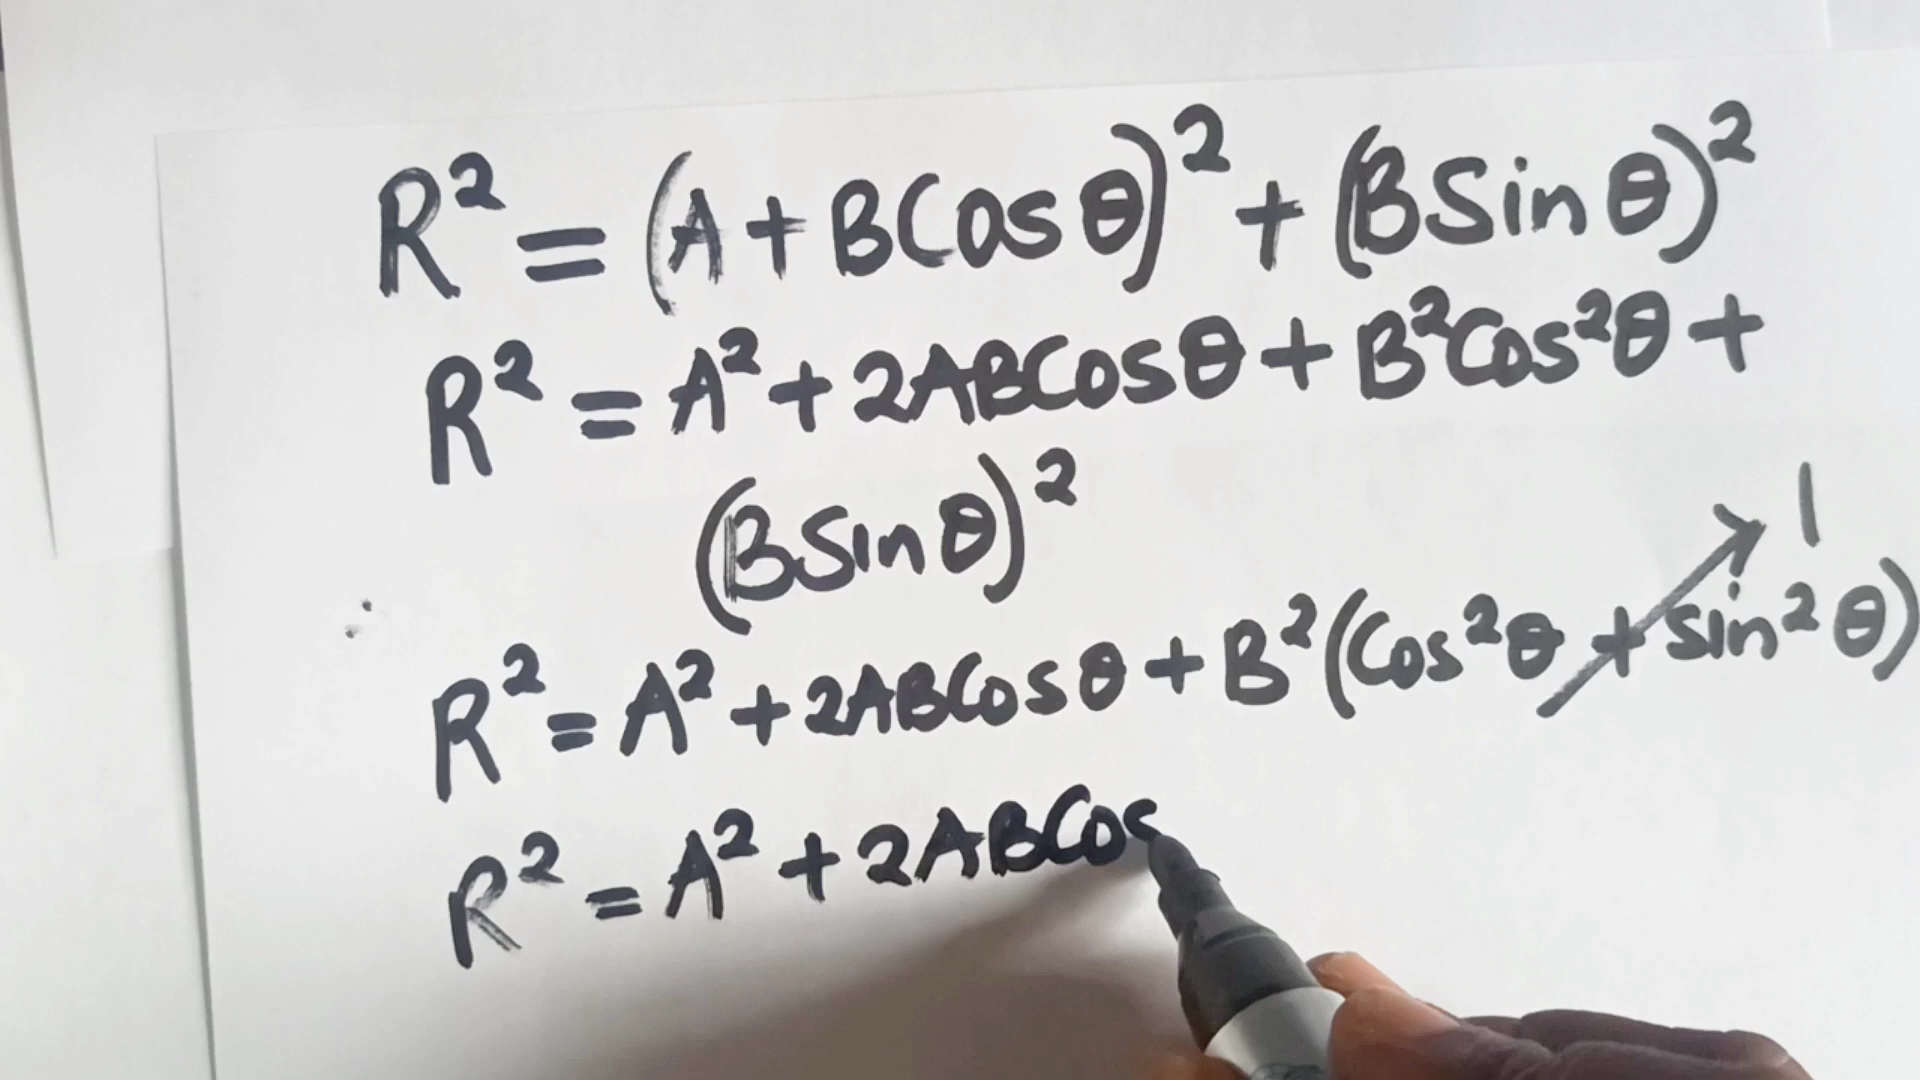 R² = (A + BCosθ)² + (BSinθ)²
R² = A² + 2ABCosθ + B²Cos²θ +
(BSinθ)²
1
R² = A² + 2ABCosθ + B²(Cos²θ + Sin²θ)
R² = A² + 2ABCos